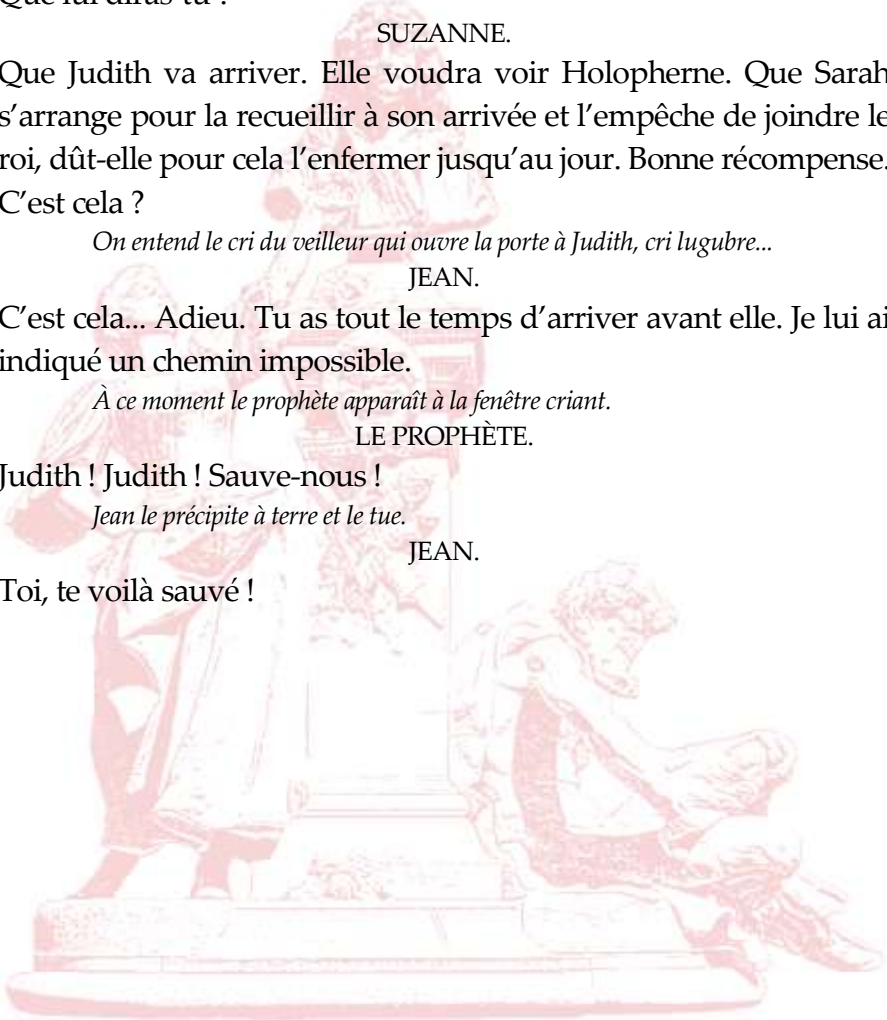 SUZANNE.
Que Judith va arriver. Elle voudra voir Holopherne. Que Sarah
s’arrange pour la recueillir à son arrivée et l’empêche de joindre le
roi, dût-elle pour cela l’enfermer jusqu’au jour. Bonne récompense.
C’est cela ?
On entend le cri du veilleur qui ouvre la porte à Judith, cri lugubre...
JEAN.
C’est cela... Adieu. Tu as tout le temps d’arriver avant elle. Je lui ai
indiqué un chemin impossible.
À ce moment le prophète apparaît à la fenêtre criant.
LE PROPHÈTE.
Judith ! Judith ! Sauve-nous !
Jean le précipite à terre et le tue.
JEAN.
Toi, te voilà sauvé !